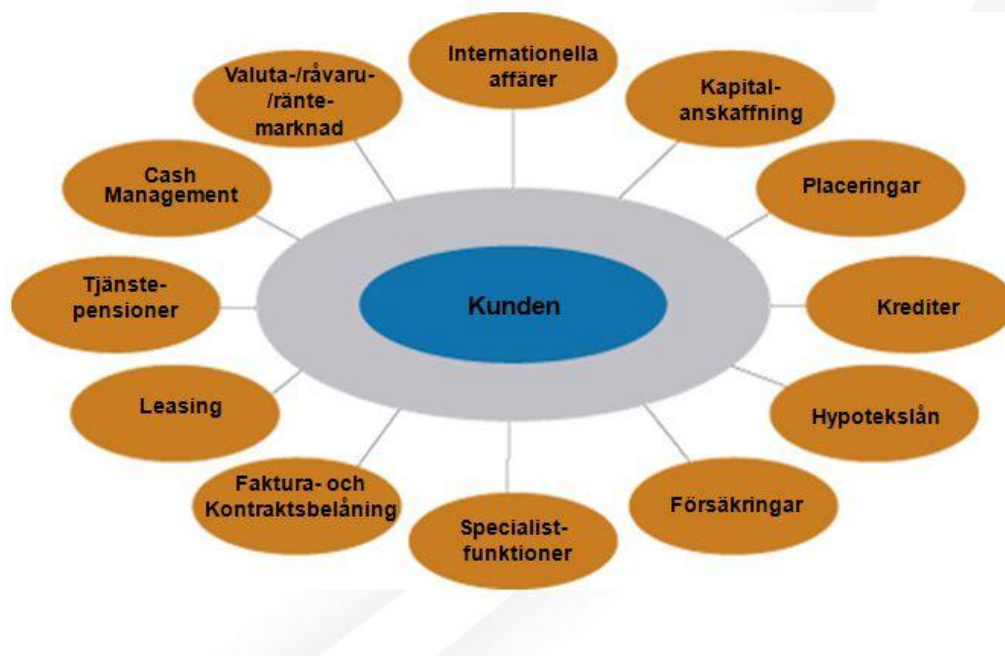 Internationella
affärer
Valuta-/råvaru-
/ränte-
marknad
Kapital-
anskaffning
Cash
Management
Placeringar
Tjänste-
pensioner
Kunden
Krediter
Leasing
Hypotekslån
Faktura- och
Kontraktsbelåning
Försäkringar
Specialist-
funktioner